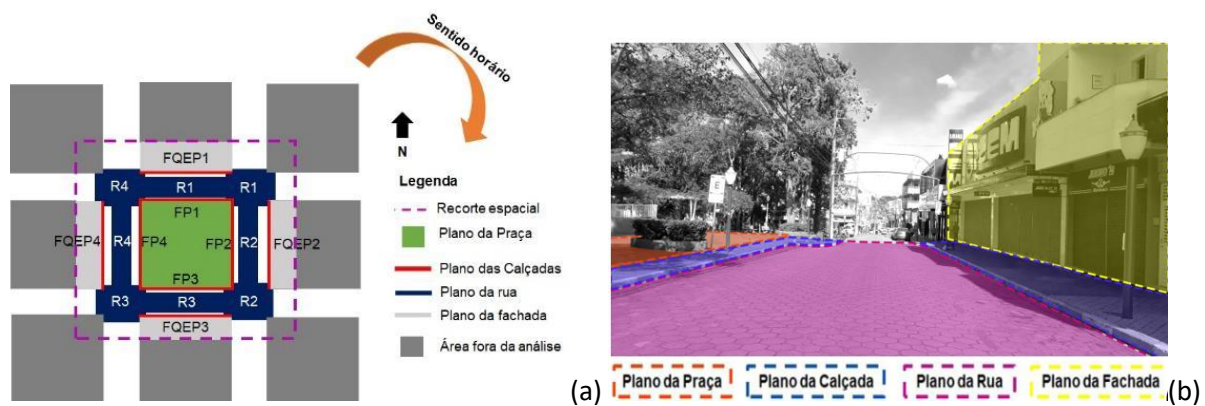 Sentido horário
N
FQEP1
R4 R1 R1
FP1
FQEP4 R4 FP4 FP2 R2 FQEP2
FP3
R3 R3 R2
FQEP3
Legenda
Recorte espacial
Plano da Praça
Plano das Calçadas
Plano da rua
Plano da fachada
Área fora da análise
(a)
E
Plano da Praça Plano da Calçada Plano da Rua Plano da Fachada
(b)